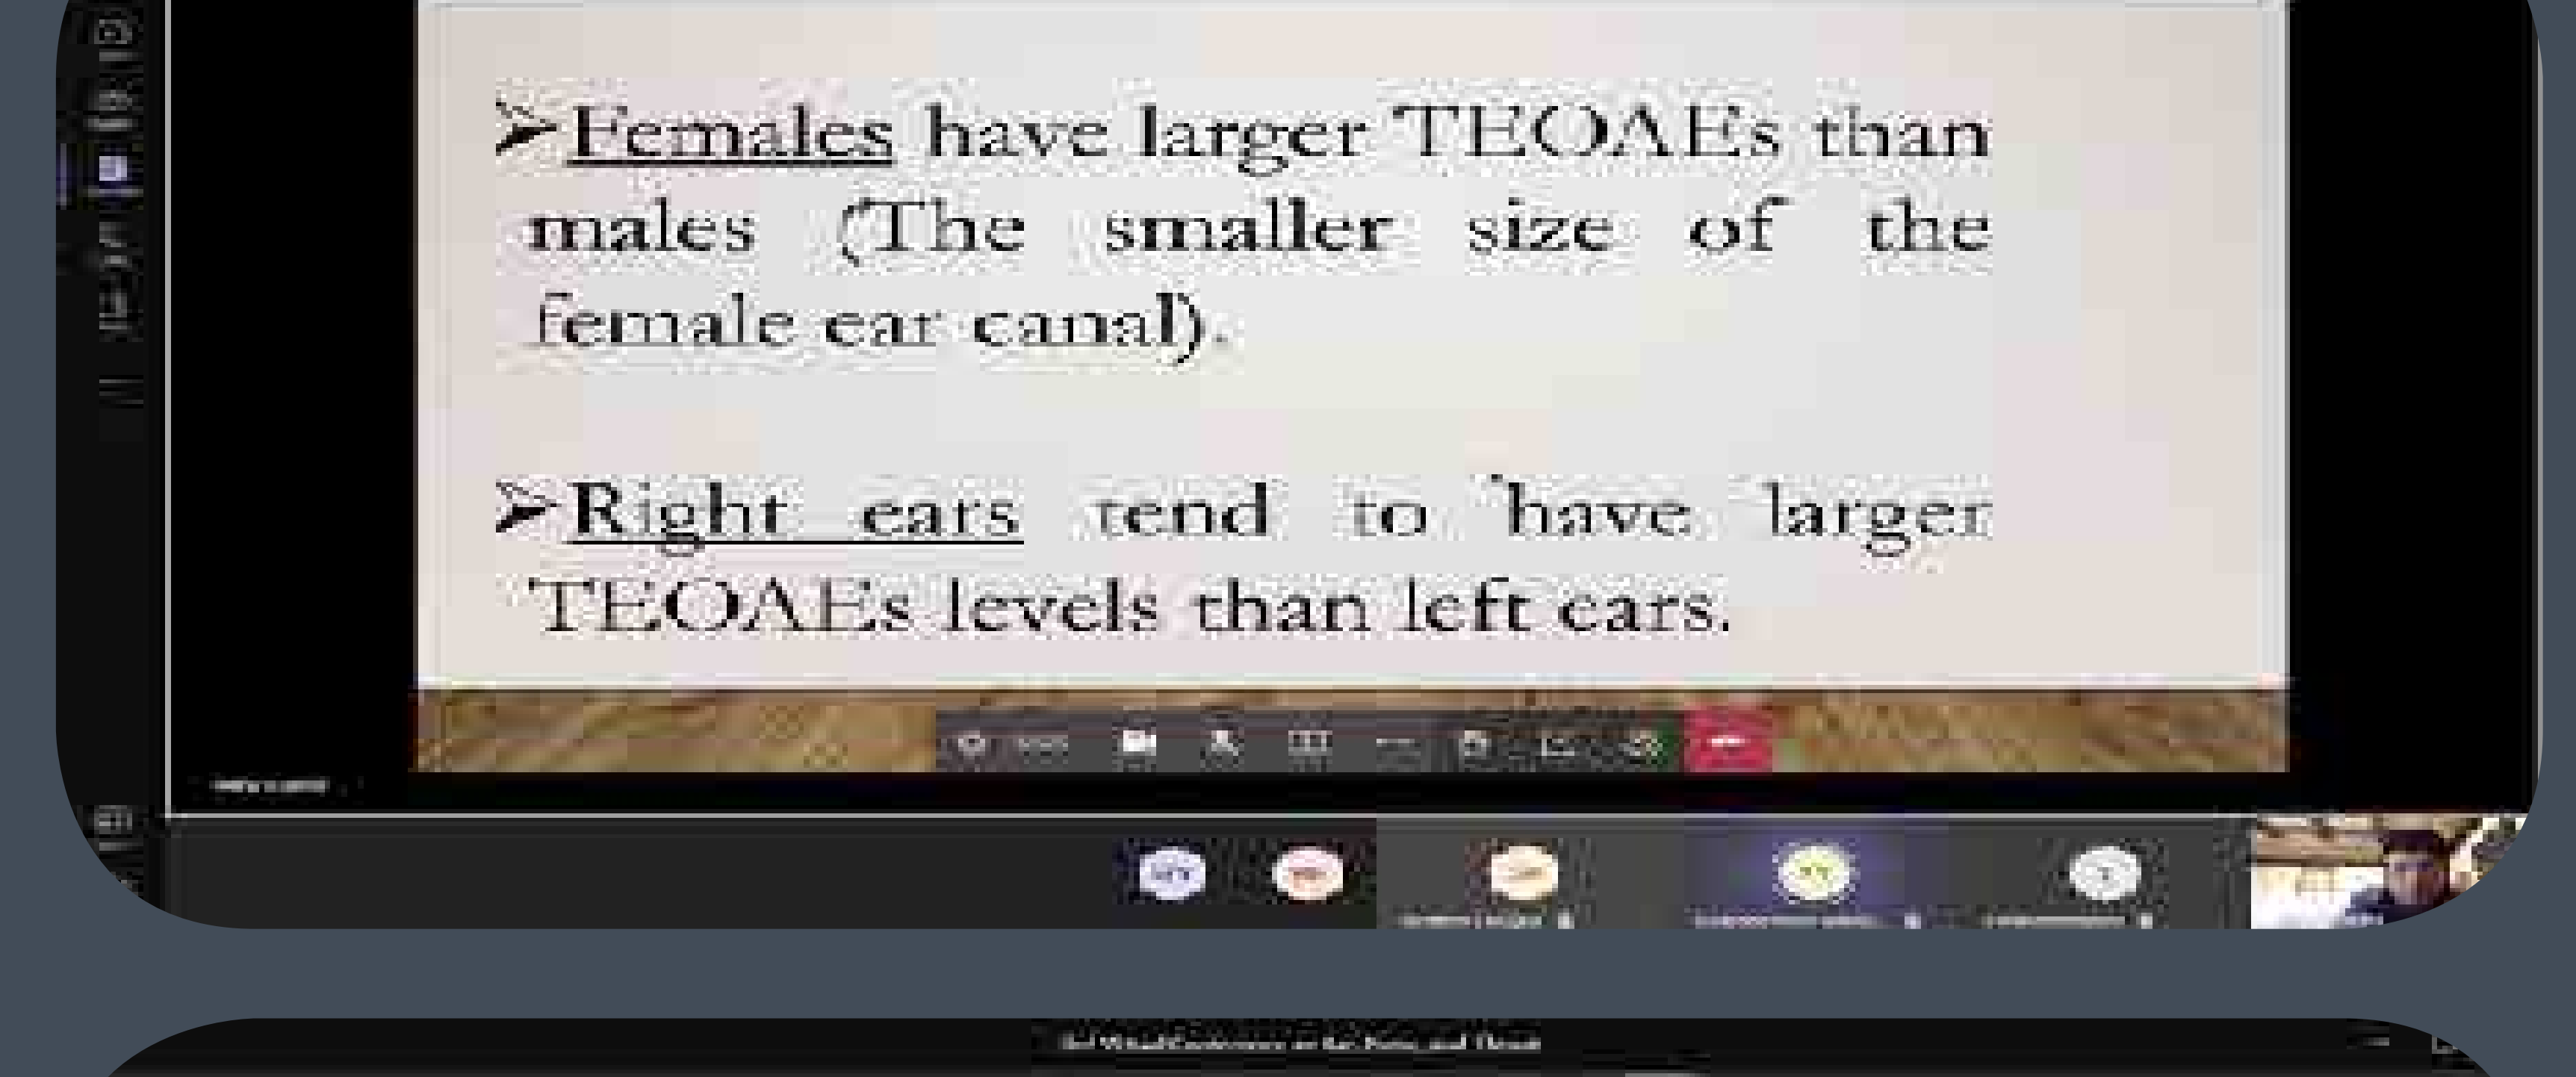 ➤Females have larger TEOAEs than
males (The smaller size of the
female ear canal).
➤Right ears tend to have larger
TEOAEs levels than left ears.